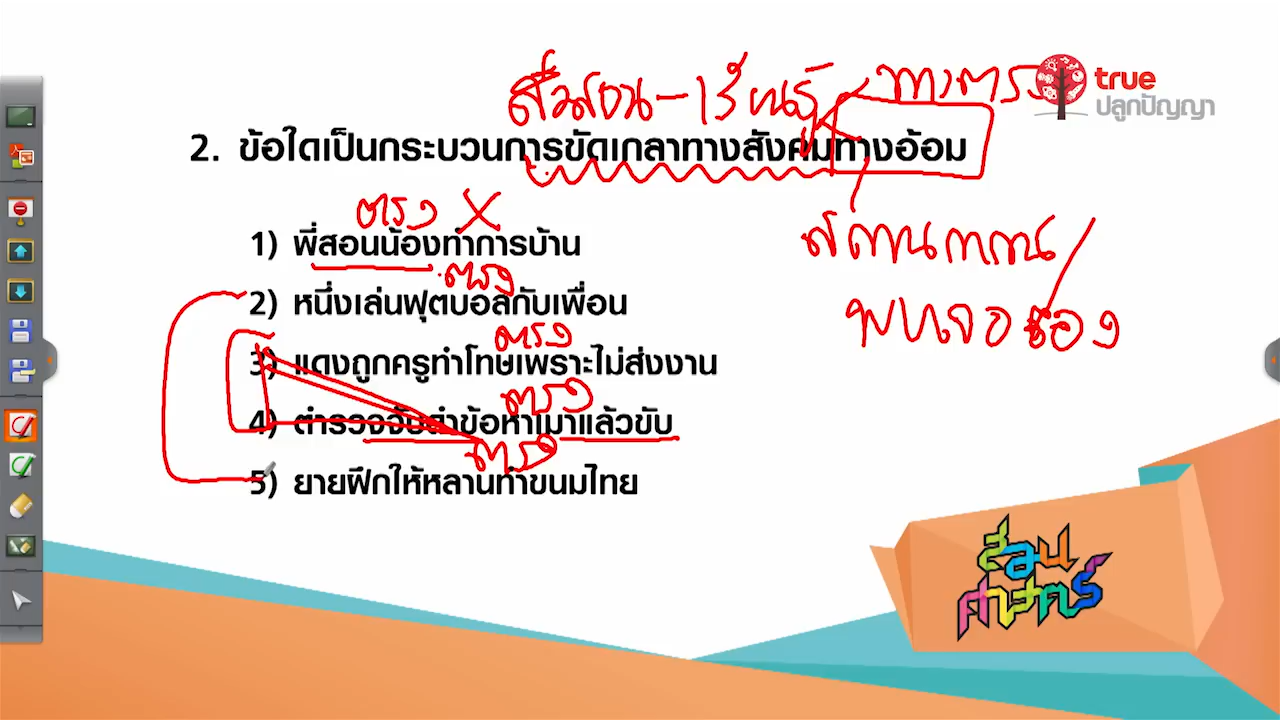 สั่งสอน-เรียนรู้ ทางตรง
true
ปลูกปัญญา
2. ข้อใดเป็นกระบวนการขัดเกลาทางสังคมทางอ้อม
ตรง X
1) พี่สอนน้องทำการบ้าน
สถานการณ์/
ตรง
2) หนึ่งเล่นฟุตบอลกับเพื่อน
พบเจอเอง
ตรง
3) แดงถูกครูทำโทษเพราะไม่ส่งงาน
ตรง
4) ตำรวจจับดำข้อหาเมาแล้วขับ
ตรง
5) ยายฝึกให้หลานทำขนมไทย
สอน
ศาสตร์